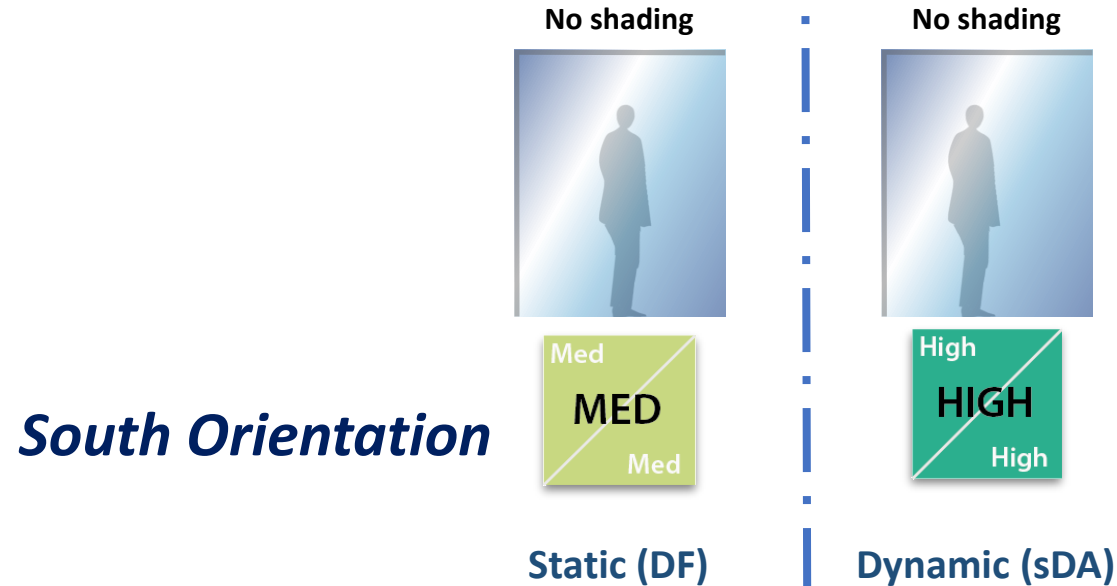 No shading
No shading
Med
MED
Med
High
HIGH
High
South Orientation
Static (DF)
Dynamic (sDA)